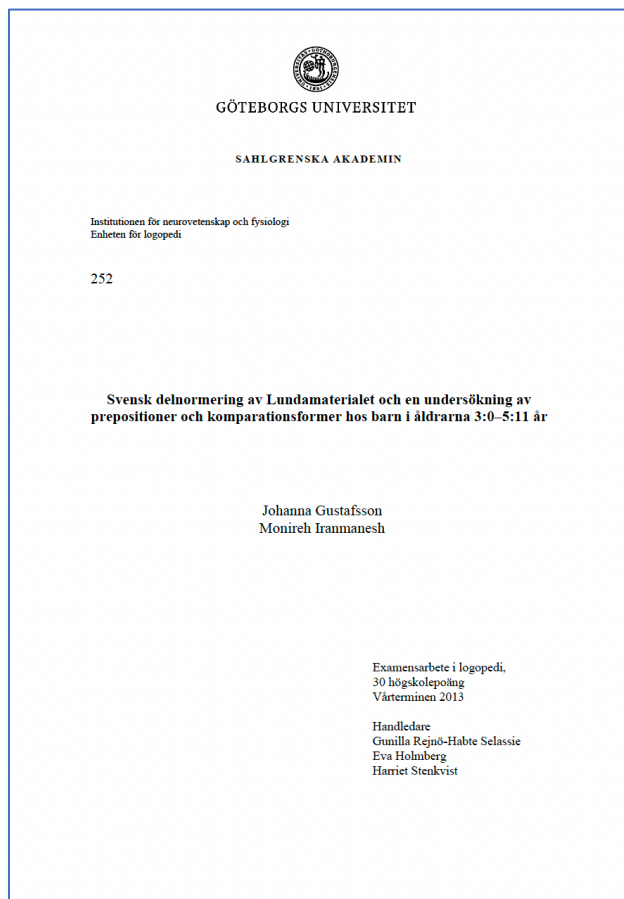 GÖTEBORGS UNIVERSITET
SAHLGRENSKA AKADEMIN
Institutionen för neurovetenskap och fysiologi
Enheten för logopedi
252
Svensk delnormering av Lundamaterialet och en undersökning av
prepositioner och komparationsformer hos barn i åldrarna 3:0–5:11 år
Johanna Gustafsson
Monireh Iranmanesh
Examensarbete i logopedi,
30 högskolepoäng
Vårterminen 2013
Handledare
Gunilla Rejnö-Habte Selassie
Eva Holmberg
Harriet Stenkvist